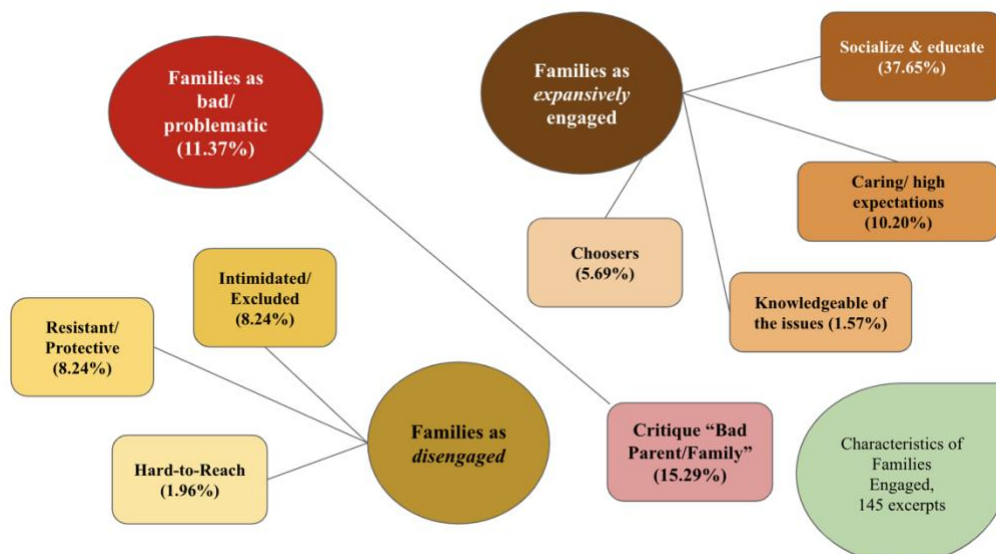 Families as
bad/
problematic
(11.37%)
Families as
expansively
engaged
Socialize & educate
(37.65%)
Caring/ high
expectations
(10.20%)
Choosers
(5.69%)
Knowledgeable of
the issues (1.57%)
Intimidated/
Excluded
(8.24%)
Resistant/
Protective
(8.24%)
Hard-to-Reach
(1.96%)
Families as
disengaged
Critique “Bad
Parent/Family”
(15.29%)
Characteristics of
Families
Engaged,
145 excerpts